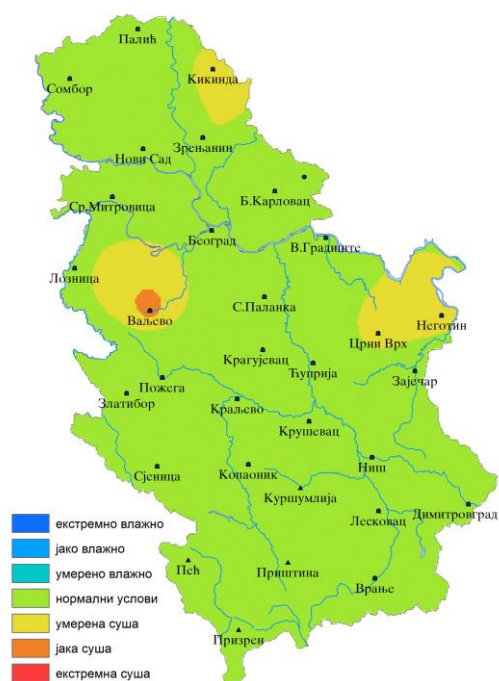 Палић
Кикинда
Сомбор
Зрењанин
Нови Сад
Б.Карловац
Ср.Митровица
Београд
В.Градиште
Лозница
С.Паланка
Ваљево
Неготин
Црни Врх
Крагујевац
Ћуприја
Зајечар
Пожега
Златибор
Краљево
Крушевац
Ниш
Сјеница
Копаоник
Куршумлија
Димитровград
Лесковац
Пећ
Приштина
Врање
Призрен
екстремно влажно
јако влажно
умерено влажно
нормални услови
умерена суша
јака суша
екстремна суша